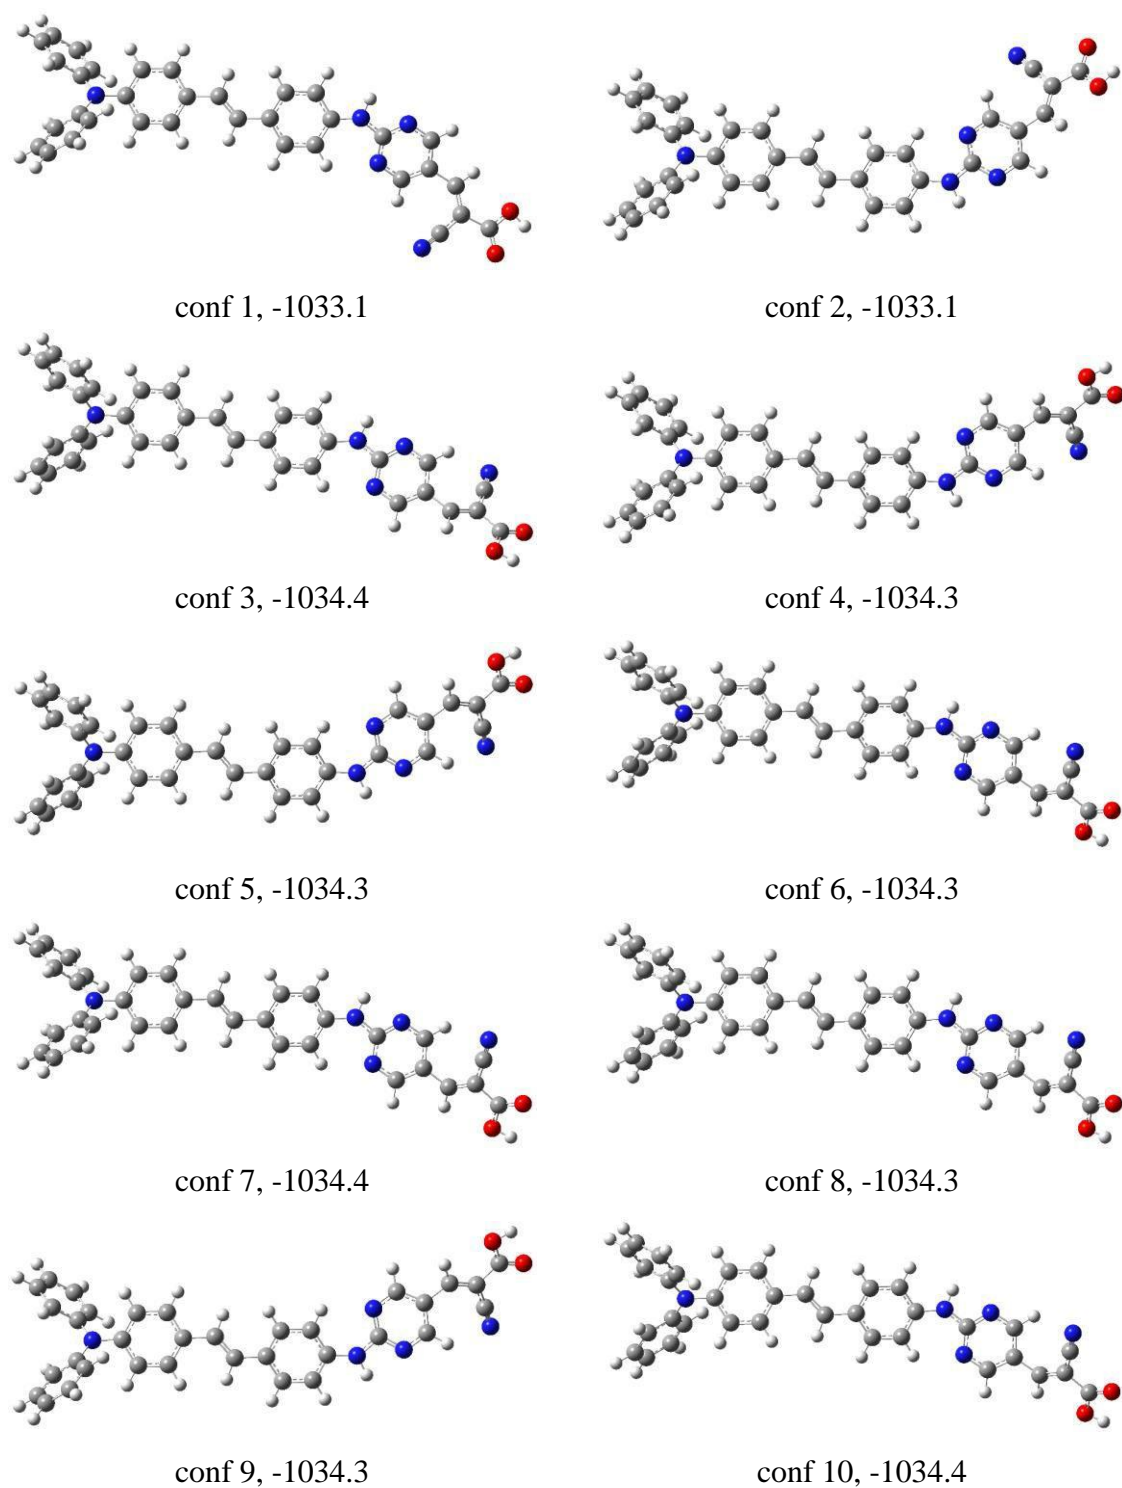 conf 1, -1033.1
conf 2, -1033.1
conf 3, -1034.4
conf 4, -1034.3
conf 5, -1034.3
conf 6, -1034.3
conf 7, -1034.4
conf 8, -1034.3
conf 9, -1034.3
conf 10, -1034.4